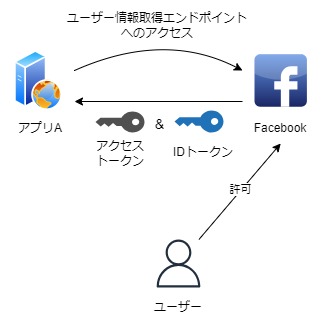 ユーザー情報取得エンドポイント
へのアクセス
アプリA
Facebook
&
アクセス
トークン
IDトークン
許可
ユーザー